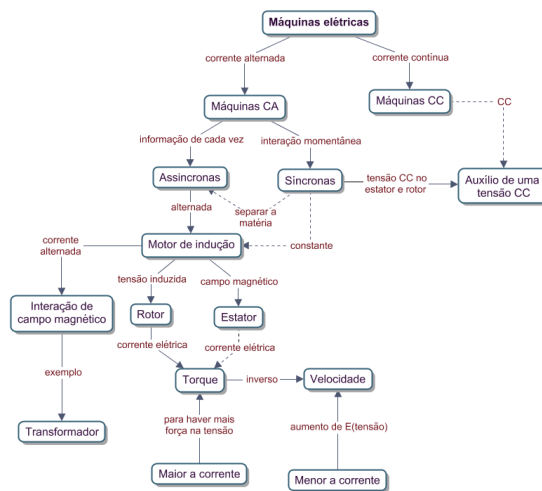 Máquinas elétricas
corrente alternada
corrente contínua
Máquinas CA
Máquinas CC
CC
informação de cada vez
interação momentânea
Assincronas
Síncronas
tensão CC no
estator e rotor
Auxílio de uma
tensão CC
alternada
separar a
matéria
corrente
alternada
Motor de indução
constante
tensão induzida
campo magnético
Interação de
campo magnético
Rotor
Estator
corrente elétrica
corrente elétrica
exemplo
Torque
inverso
Velocidade
Transformador
para haver mais
força na tensão
aumento de E(tensão)
Maior a corrente
Menor a corrente